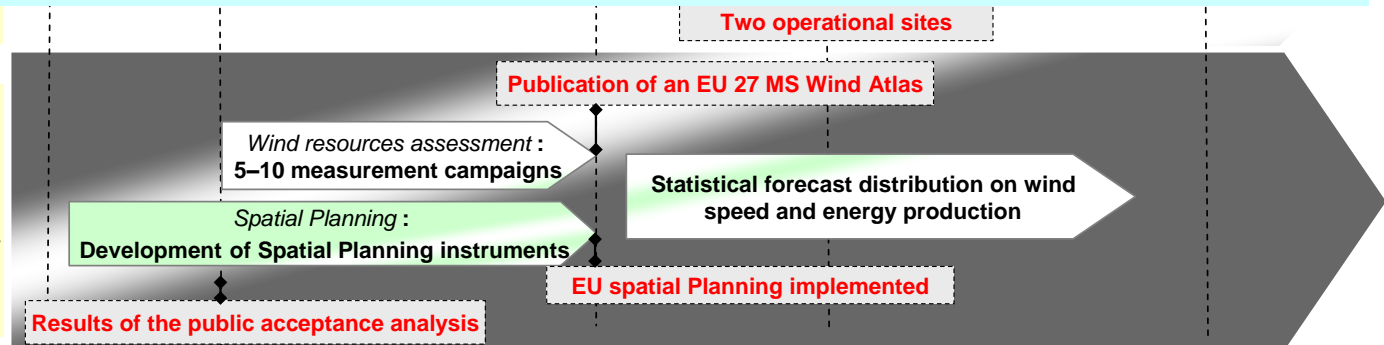 Two operational sites
Publication of an EU 27 MS Wind Atlas
Wind resources assessment :
5–10 measurement campaigns
Statistical forecast distribution on wind
speed and energy production
Spatial Planning :
Development of Spatial Planning instruments
EU spatial Planning implemented
Results of the public acceptance analysis